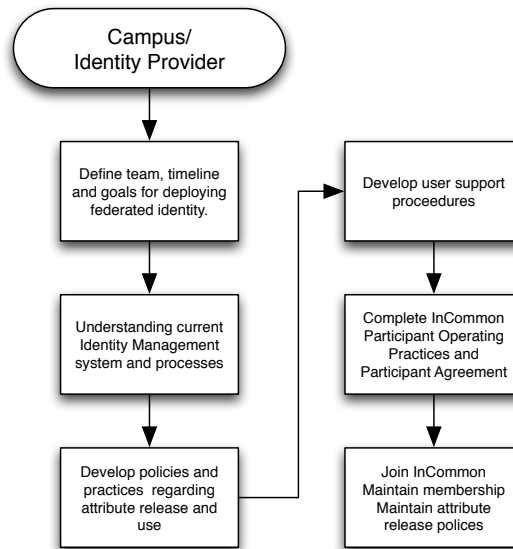 Campus/
Identity Provider
Define team, timeline
and goals for deploying
federated identity.
Understanding current
Identity Management
system and processes
Develop policies and
practices regarding
attribute release and
use
Develop user support
proceedures
Complete InCommon
Participant Operating
Practices and
Participant Agreement
Join InCommon
Maintain membership
Maintain attribute
release polices